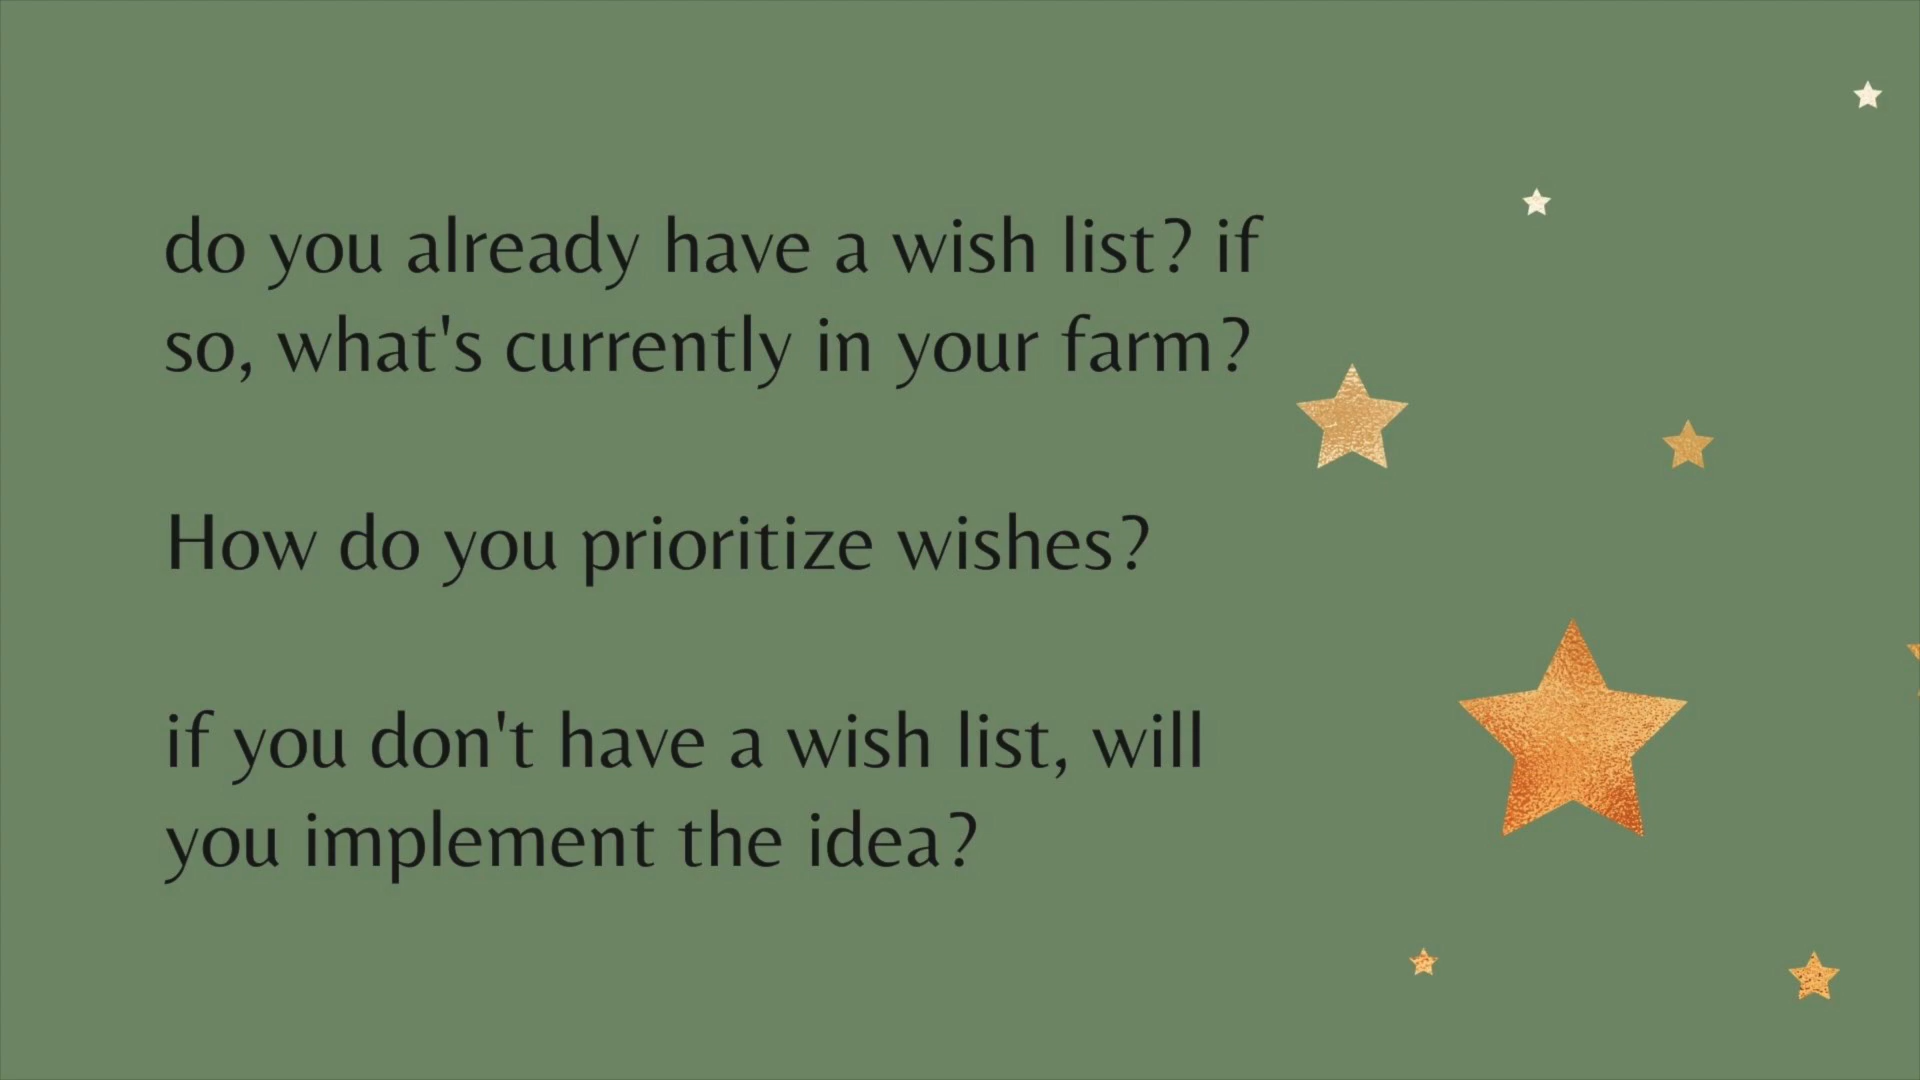 do you already have a wish list? if
so, what's currently in your farm?
How do you prioritize wishes?
if you don't have a wish list, will
you implement the idea?